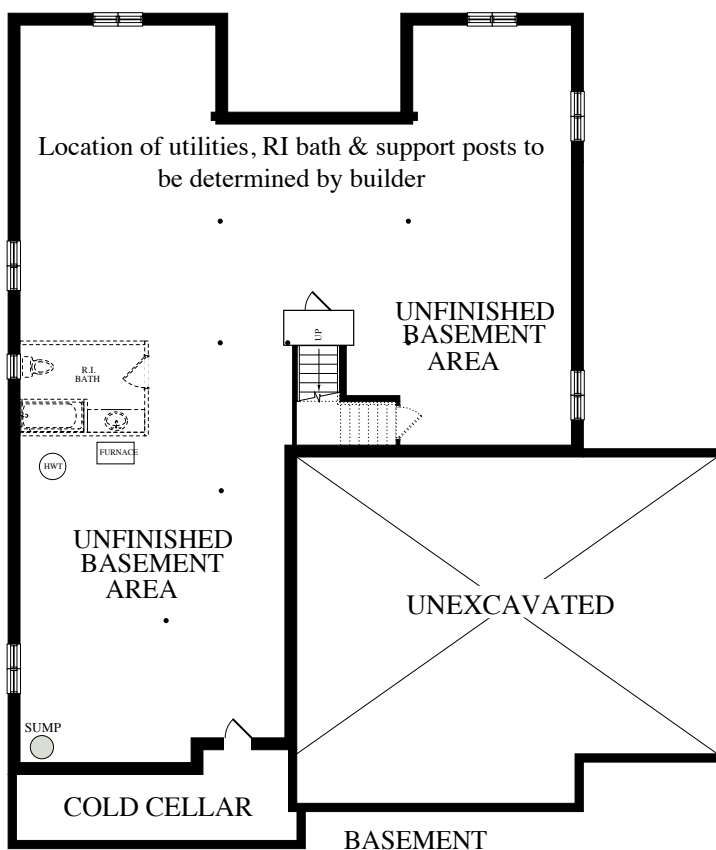 Location of utilities, RI bath & support posts to
be determined by builder
UNFINISHED
BASEMENT
AREA
UP
R.I.
BATH
FURNACE
HWT
UNFINISHED
BASEMENT
AREA
UNEXCAVATED
SUMP
COLD CELLAR
BASEMENT